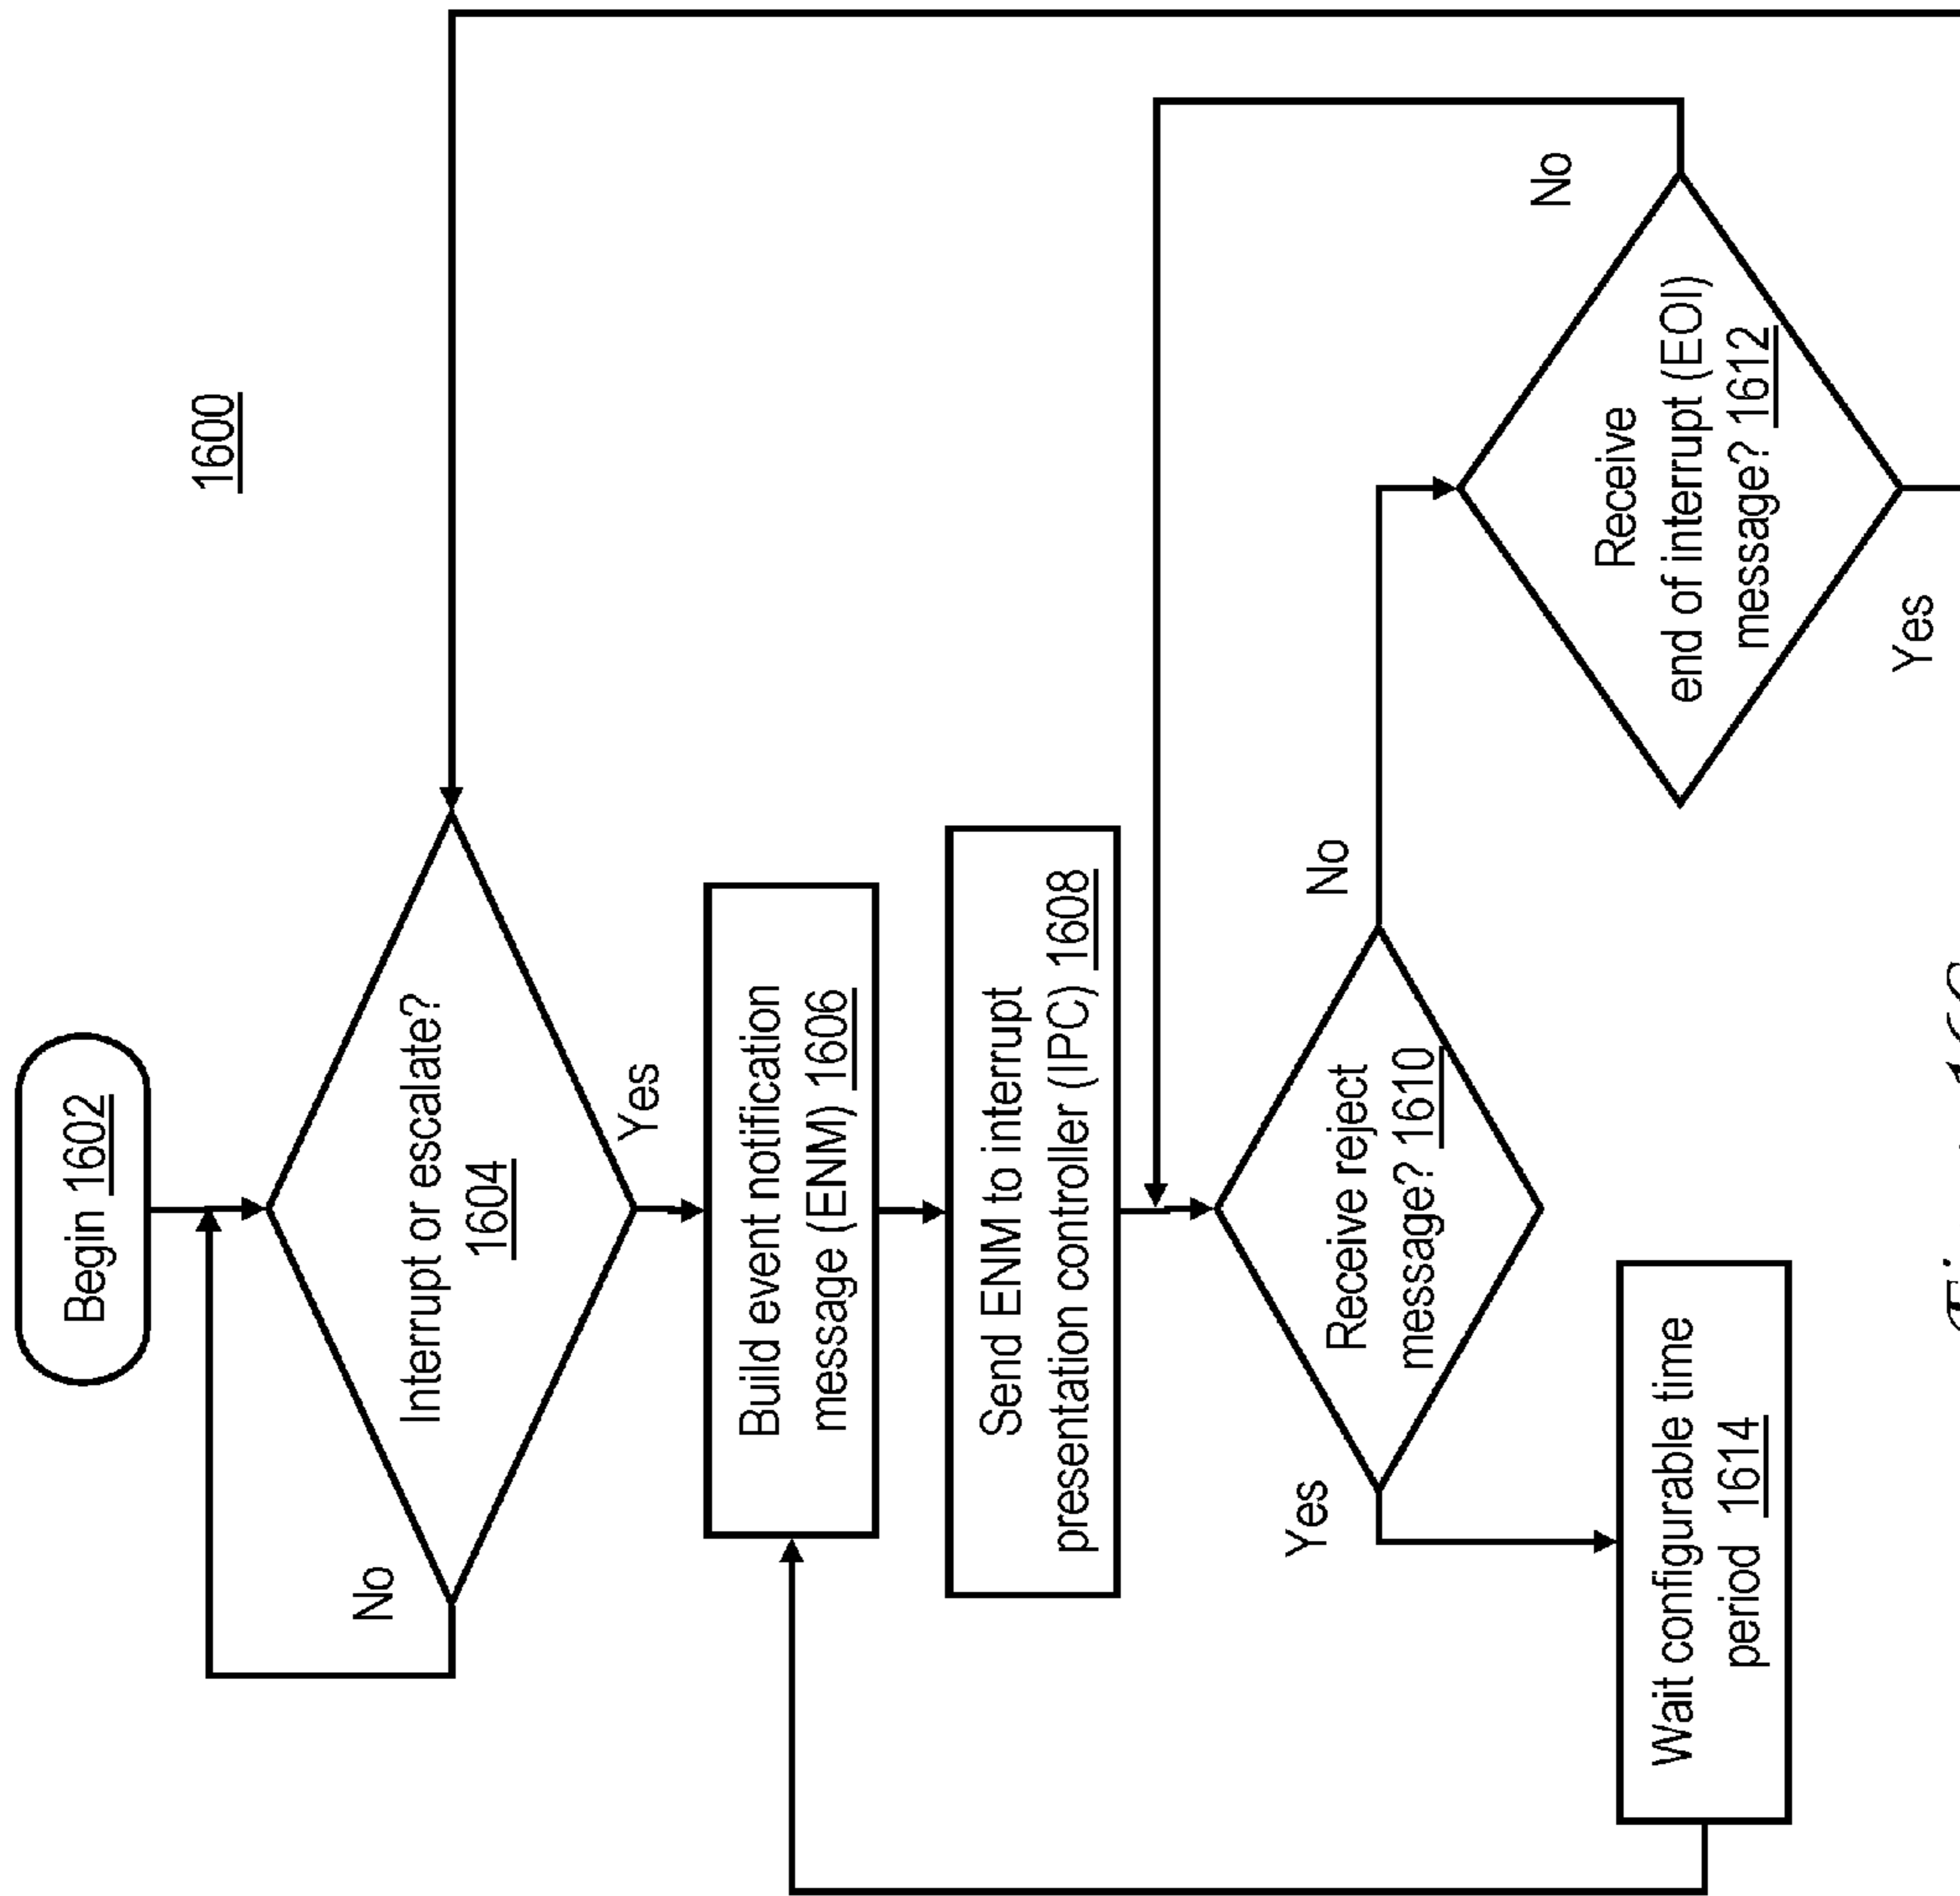 1600
Begin 1602
Interrupt or escalate?
1604
No
Yes
Build event notification
message (ENM) 1606
Send ENM to interrupt
presentation controller (IPC) 1608
Receive reject
message? 1610
Yes
No
Wait configurable time
period 1614
Receive
end of interrupt (EOI)
message? 1612
No
Yes